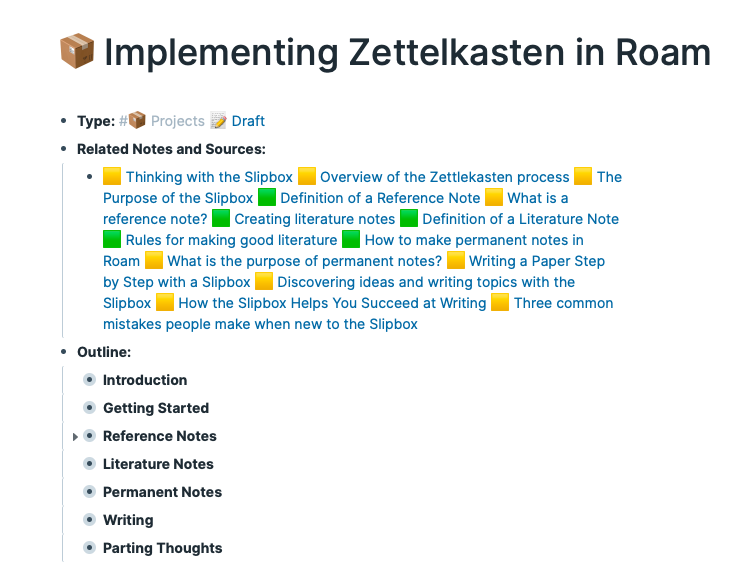 📦 Implementing Zettelkasten in Roam
Type: #📦 Projects 📝 Draft
Related Notes and Sources:
🟨 Thinking with the Slipbox 🟨 Overview of the Zettlekasten process 🟨 The
Purpose of the Slipbox 🟩 Definition of a Reference Note 🟨 What is a
reference note? 🟩 Creating literature notes 🟩 Definition of a Literature Note
🟩 Rules for making good literature 🟩 How to make permanent notes in
Roam 🟨 What is the purpose of permanent notes? 🟨 Writing a Paper Step
by Step with a Slipbox 🟨 Discovering ideas and writing topics with the
Slipbox 🟨 How the Slipbox Helps You Succeed at Writing 🟨 Three common
mistakes people make when new to the Slipbox
Outline:
Introduction
Getting Started
Reference Notes
Literature Notes
Permanent Notes
Writing
Parting Thoughts